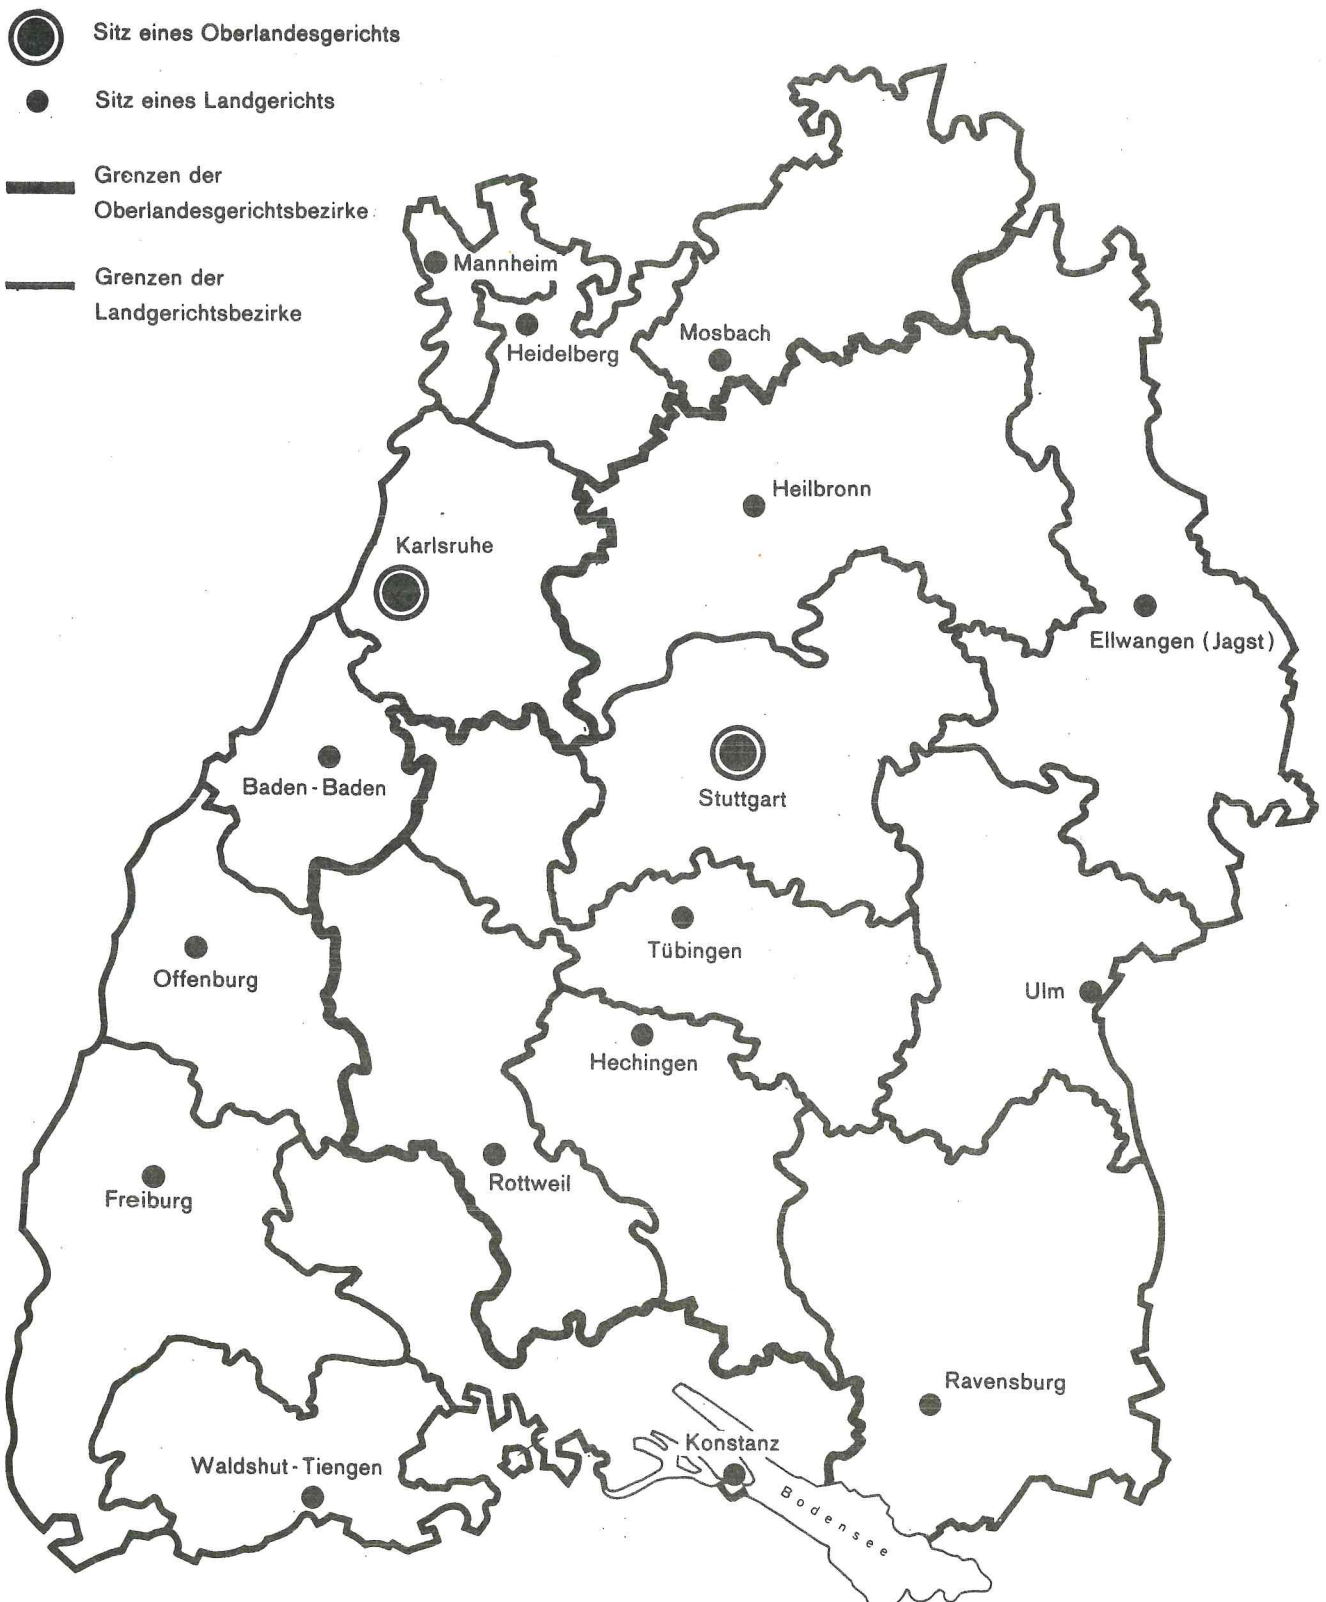 Sitz eines Oberlandesgerichts
Sitz eines Landgerichts
Grenzen der
Oberlandesgerichtsbezirke
Grenzen der
Landgerichtsbezirke
Mannheim
Mosbach
Heidelberg
Heilbronn
Karlsruhe
Ellwangen (Jagst)
Baden-Baden
Stuttgart
Tübingen
Offenburg
Ulm
Hechingen
Rottweil
Freiburg
Ravensburg
Konstanz
Waldshut-Tiengen
Bodensee